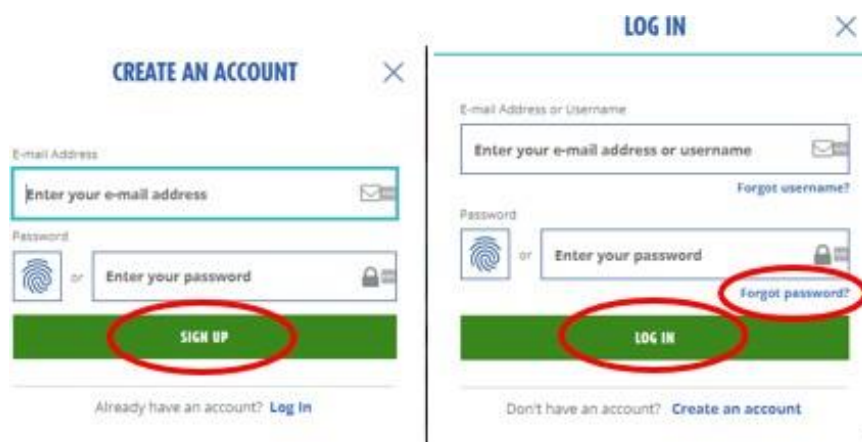 CREATE AN ACCOUNT
E-mail Address
Enter your e-mail address
Password
or
Enter your password
SIGN UP
Already have an account? Log In
LOG IN
E-mail Address or Username
Enter your e-mail address or username
Forgot username?
Password
or
Enter your password
Forgot password?
LOG IN
Don't have an account? Create an account